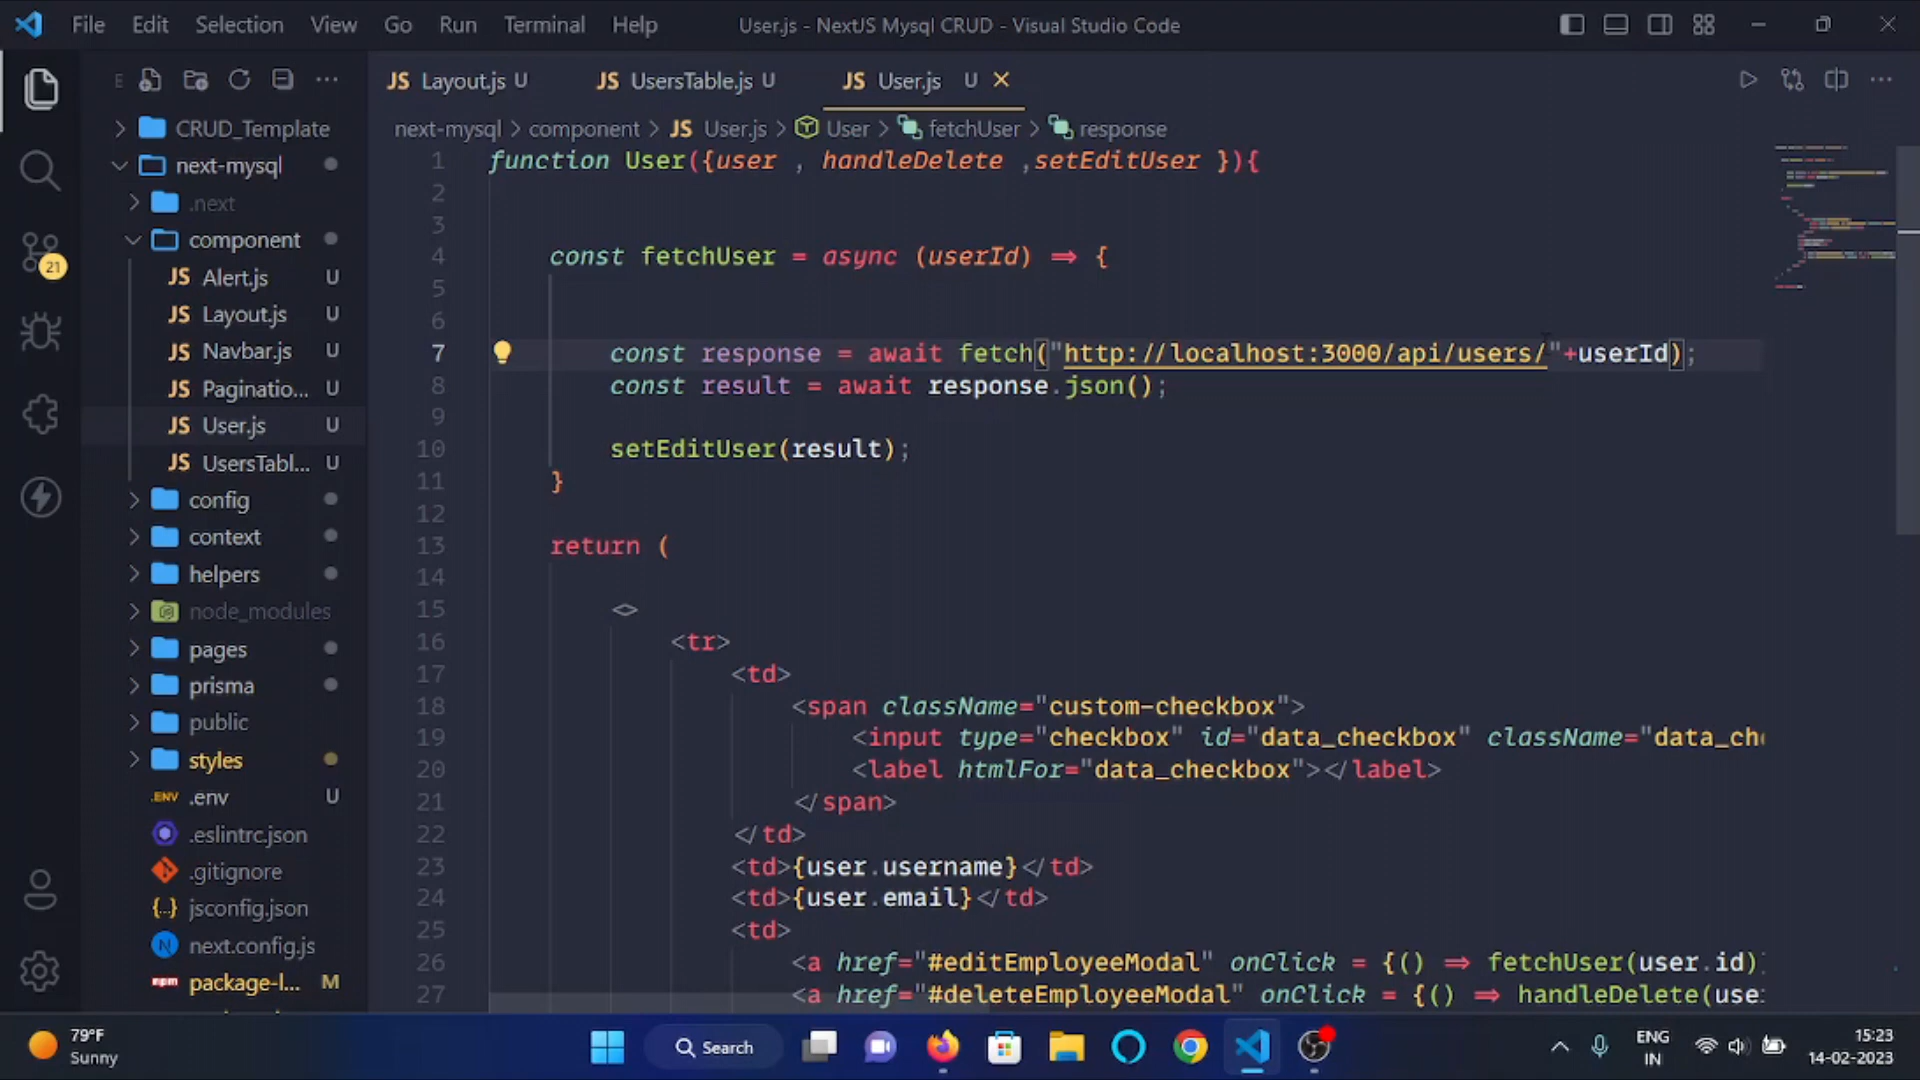 File Edit Selection View Go Run Terminal Help User.js - NextJS Mysql CRUD - Visual Studio Code
E ···
JS Layout.js U JS UsersTable.js U JS User.js U
next-mysql > component > JS User.js > User > fetchUser > response
CRUD_Template
next-mysql
.next
component
JS Alert.js U
JS Layout.js U
JS Navbar.js U
JS Paginatio... U
JS User.js U
JS UsersTabl... U
config
context
helpers
node_modules
pages
prisma
public
styles
.ENV .env U
.eslintrc.json
.gitignore
{..} jsconfig.json
N next.config.js
npm package-l... M
21
1 function User({user , handleDelete ,setEditUser }){
2
3
4 const fetchUser = async (userId) => {
5
6
7 const response = await fetch("http://localhost:3000/api/users/"+userId);
8 const result = await response.json();
9
10 setEditUser(result);
11 }
12
13 return (
14
15 <>
16 <tr>
17 <td>
18 <span className="custom-checkbox">
19 <input type="checkbox" id="data_checkbox" className="data_ch
20 <label htmlFor="data_checkbox"></label>
21 </span>
22 </td>
23 <td>{user.username}</td>
24 <td>{user.email}</td>
25 <td>
26 <a href="#editEmployeeModal" onClick = {() => fetchUser(user.id)
27 <a href="#deleteEmployeeModal" onClick = {() => handleDelete(use
79°F
Sunny
Search
ENG
IN
15:23
14-02-2023